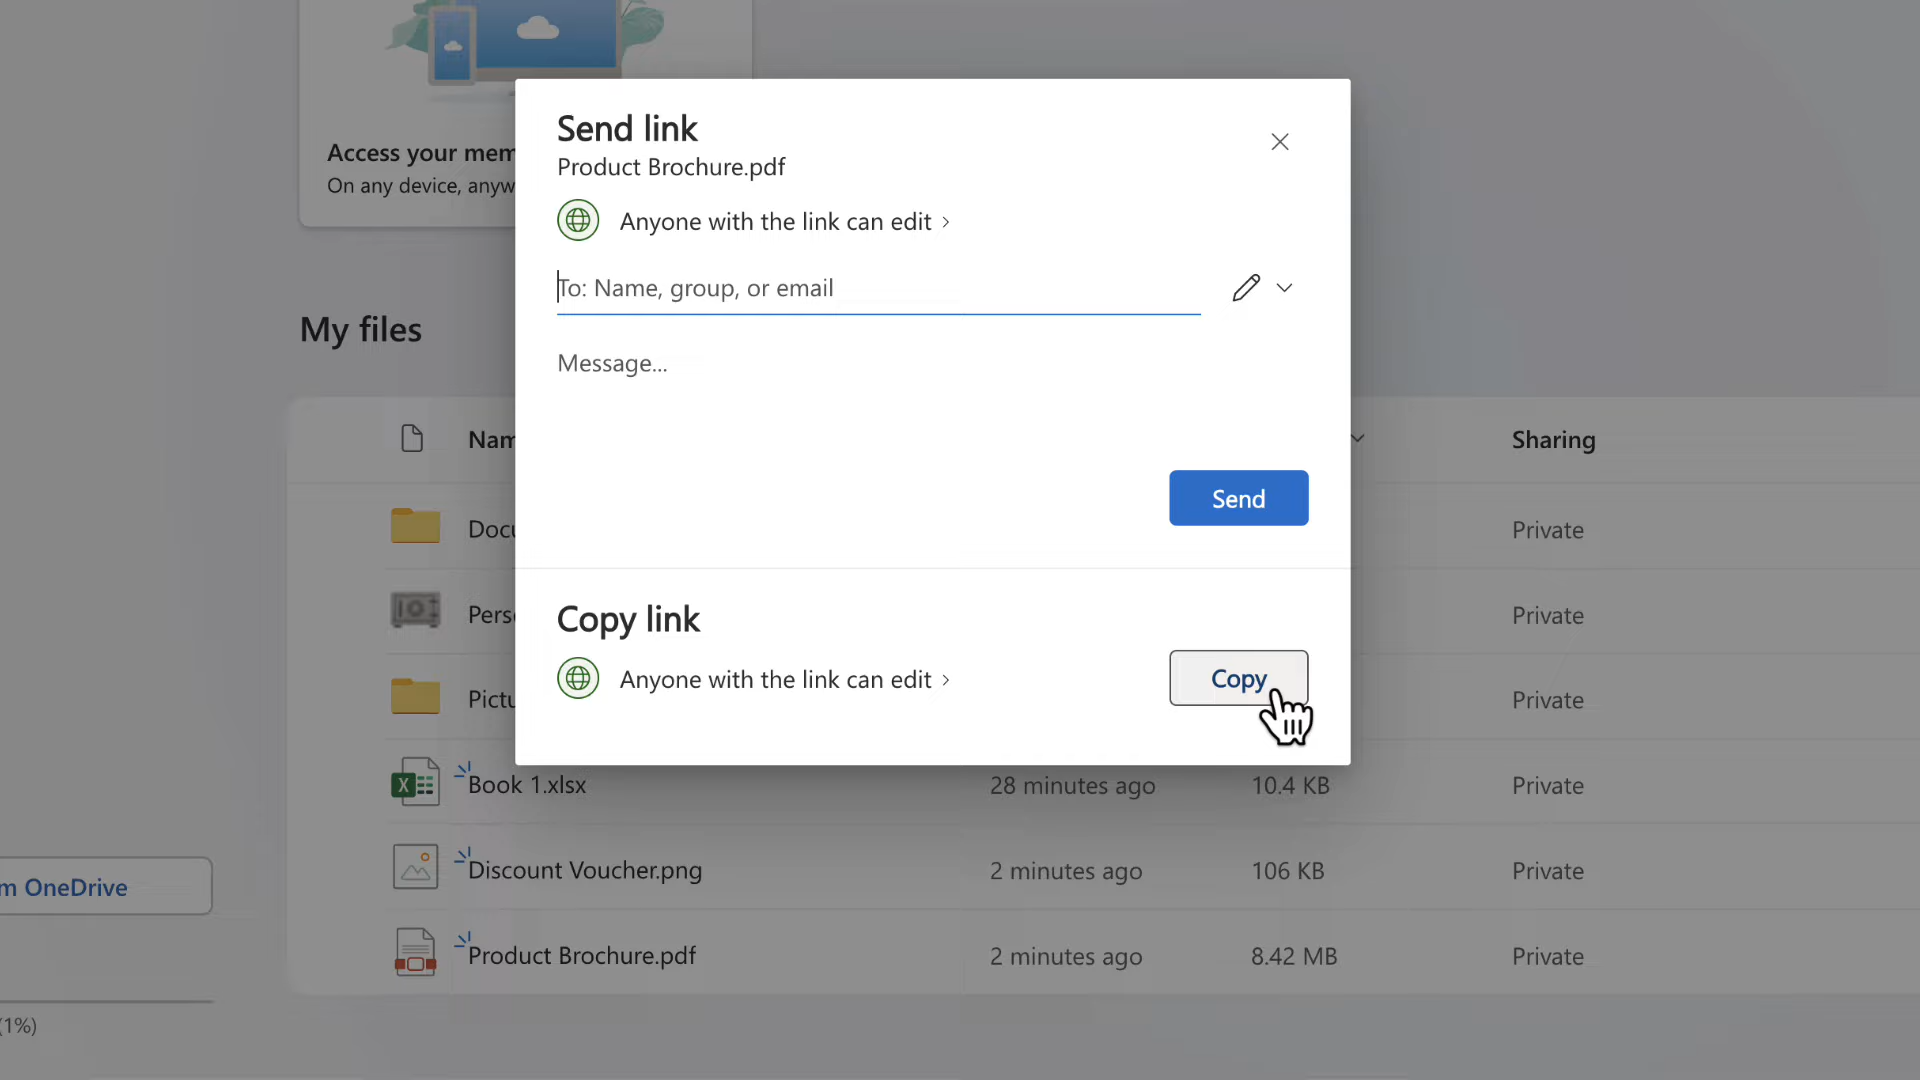 Access your mem
On any device, anyw
Send link
Product Brochure.pdf
Anyone with the link can edit
To: Name, group, or email
Message...
Send
Copy link
Anyone with the link can edit
Copy
My files
Nam
Sharing
Docu
Private
Perso
Private
Pictu
Private
Book 1.xlsx
28 minutes ago
10.4 KB
Private
Discount Voucher.png
2 minutes ago
106 KB
Private
Product Brochure.pdf
2 minutes ago
8.42 MB
Private
m OneDrive
(1%)